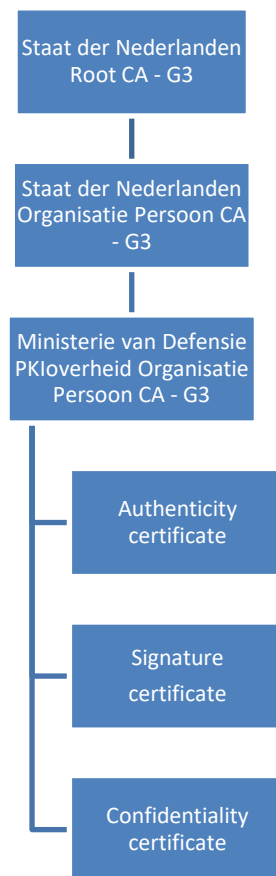 Staat der Nederlanden
Root CA - G3
Staat der Nederlanden
Organisatie Persoon CA
- G3
Ministerie van Defensie
PKIoverheid Organisatie
Persoon CA - G3
Authenticity
certificate
Signature
certificate
Confidentiality
certificate